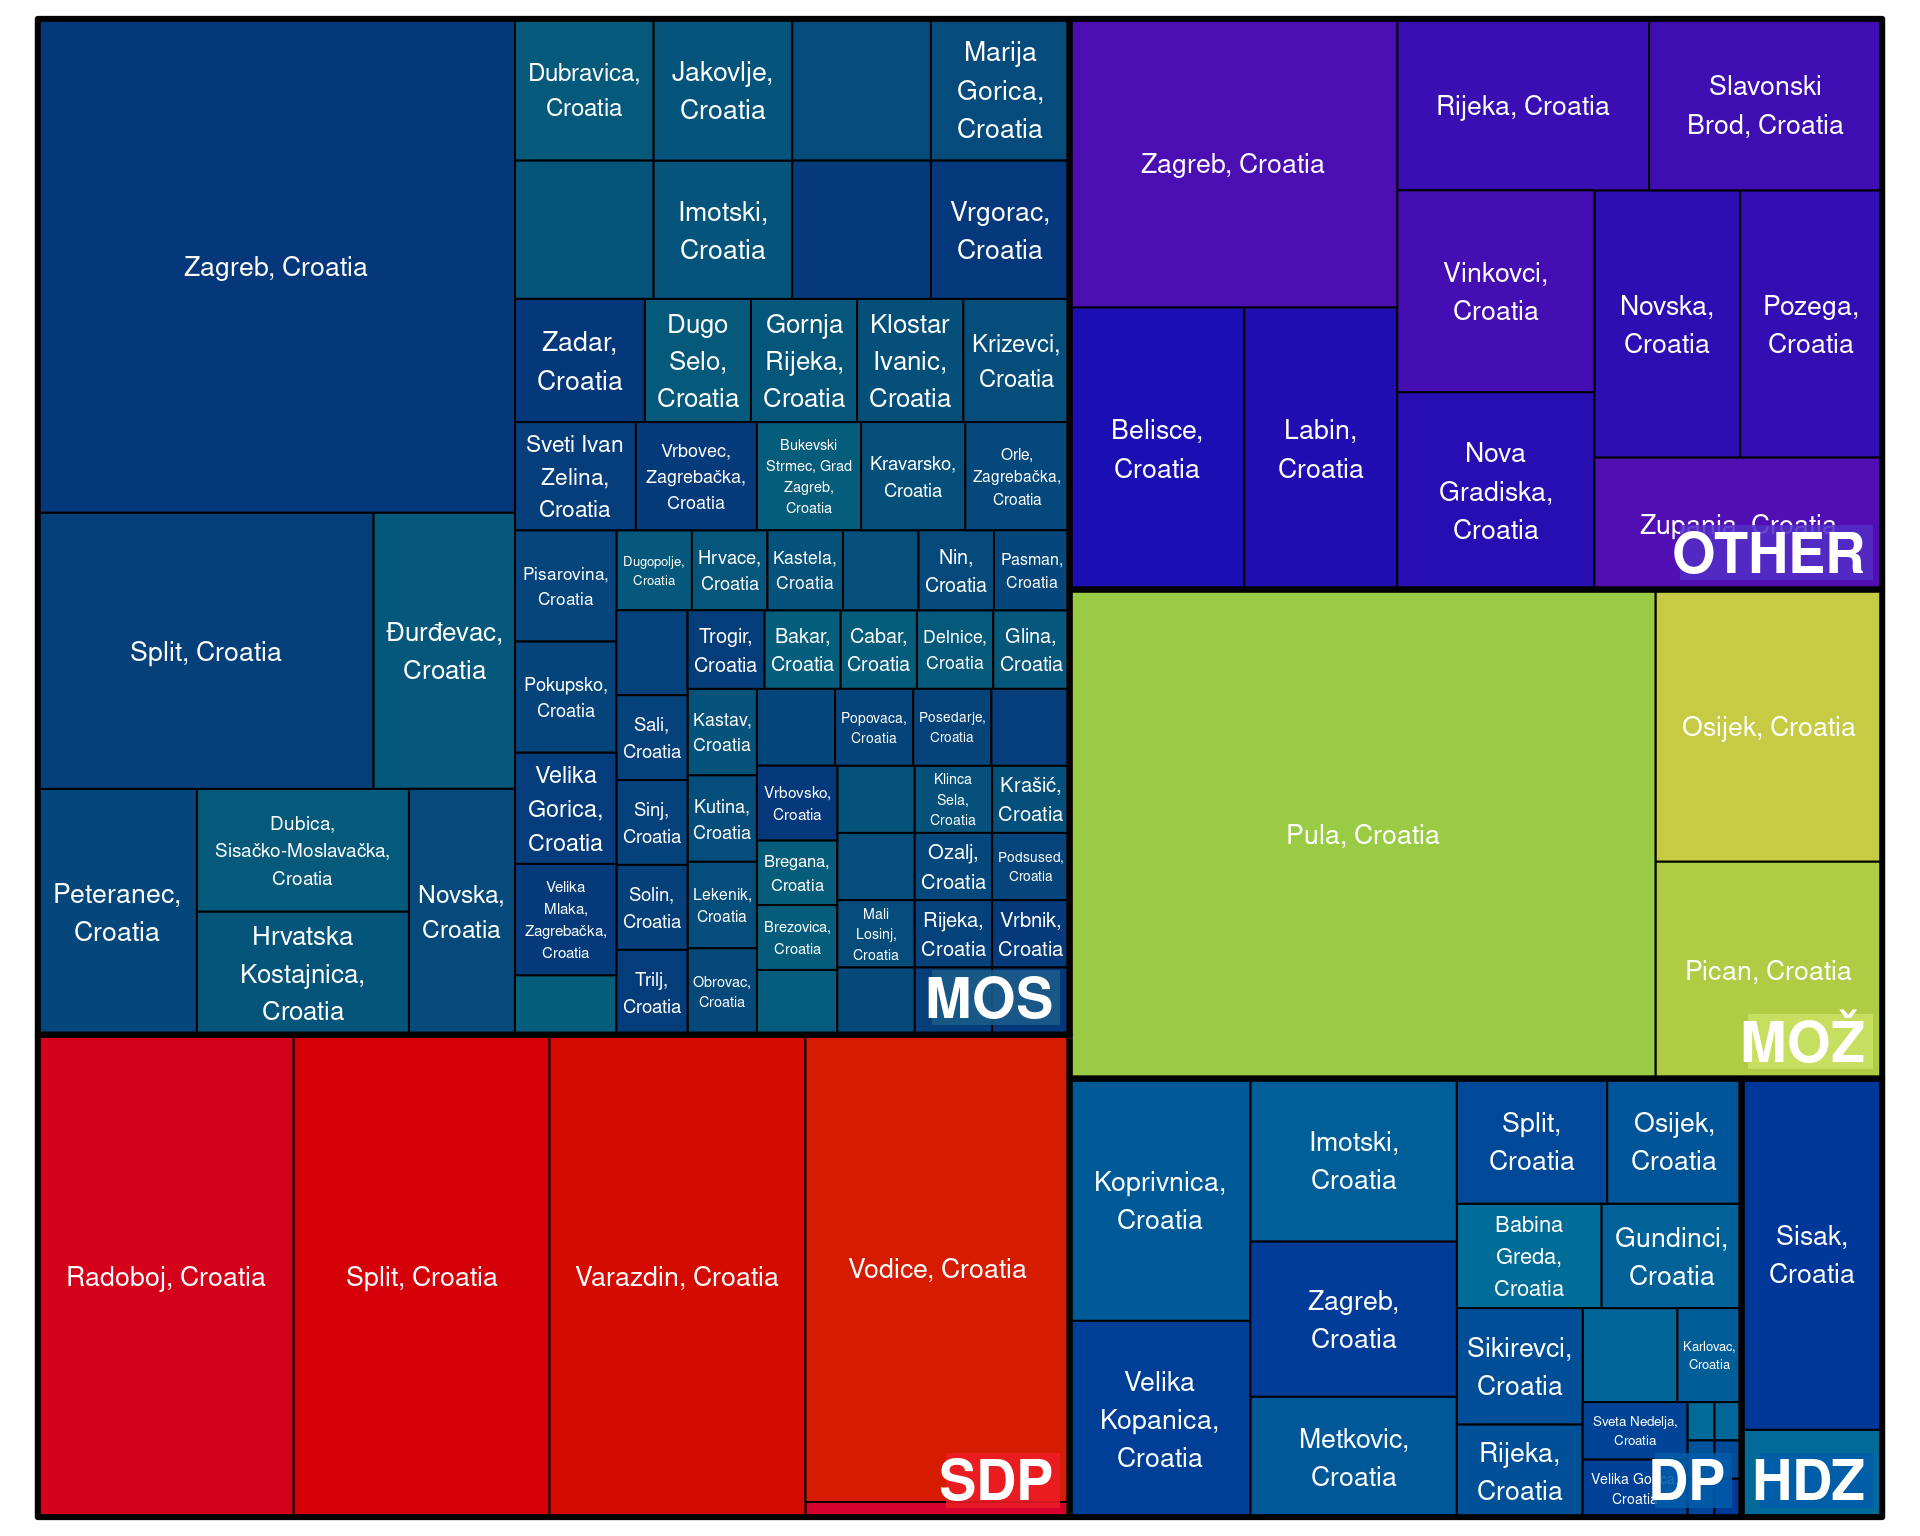 Zagreb, Croatia
Dubravica,
Croatia
Jakovlje,
Croatia
Marija
Gorica,
Croatia
Imotski,
Croatia
Vrgorac,
Croatia
Zadar,
Croatia
Dugo
Selo,
Croatia
Gornja
Rijeka,
Croatia
Klostar
Ivanic,
Croatia
Krizevci,
Croatia
Sveti Ivan
Zelina,
Croatia
Vrbovec,
Zagrebačka,
Croatia
Bukevski
Strmec, Grad
Zagreb,
Croatia
Kravarsko,
Croatia
Orle,
Zagrebačka,
Croatia
Split, Croatia
Đurđevac,
Croatia
Pisarovina,
Croatia
Dugopolje,
Croatia
Hrvace,
Croatia
Kastela,
Croatia
Nin,
Croatia
Pasman,
Croatia
Trogir,
Croatia
Bakar,
Croatia
Cabar,
Croatia
Delnice,
Croatia
Glina,
Croatia
Pokupsko,
Croatia
Sali,
Croatia
Kastav,
Croatia
Popovaca,
Croatia
Posedarje,
Croatia
Velika
Gorica,
Croatia
Sinj,
Croatia
Kutina,
Croatia
Vrbovsko,
Croatia
Klinca
Sela,
Croatia
Krašić,
Croatia
Peteranec,
Croatia
Dubica,
Sisačko-Moslavačka,
Croatia
Hrvatska
Kostajnica,
Croatia
Novska,
Croatia
Velika
Mlaka,
Zagrebačka,
Croatia
Solin,
Croatia
Lekenik,
Croatia
Bregana,
Croatia
Ozalj,
Croatia
Podsused,
Croatia
Brezovica,
Croatia
Mali
Losinj,
Croatia
Rijeka,
Croatia
Vrbnik,
Croatia
Trilj,
Croatia
Obrovac,
Croatia
MOS
Zagreb, Croatia
Rijeka, Croatia
Slavonski
Brod, Croatia
Vinkovci,
Croatia
Novska,
Croatia
Pozega,
Croatia
Belisce,
Croatia
Labin,
Croatia
Nova
Gradiska,
Croatia
Zupanja, Croatia
OTHER
Pula, Croatia
Osijek, Croatia
Pican, Croatia
MOŽ
Radoboj, Croatia
Split, Croatia
Varazdin, Croatia
Vodice, Croatia
SDP
Koprivnica,
Croatia
Imotski,
Croatia
Split,
Croatia
Osijek,
Croatia
Babina
Greda,
Croatia
Gundinci,
Croatia
Zagreb,
Croatia
Sikirevci,
Croatia
Karlovac,
Croatia
Velika
Kopanica,
Croatia
Metkovic,
Croatia
Rijeka,
Croatia
Sveta Nedelja,
Croatia
Velika Gorica,
Croatia
DP
Sisak,
Croatia
HDZ